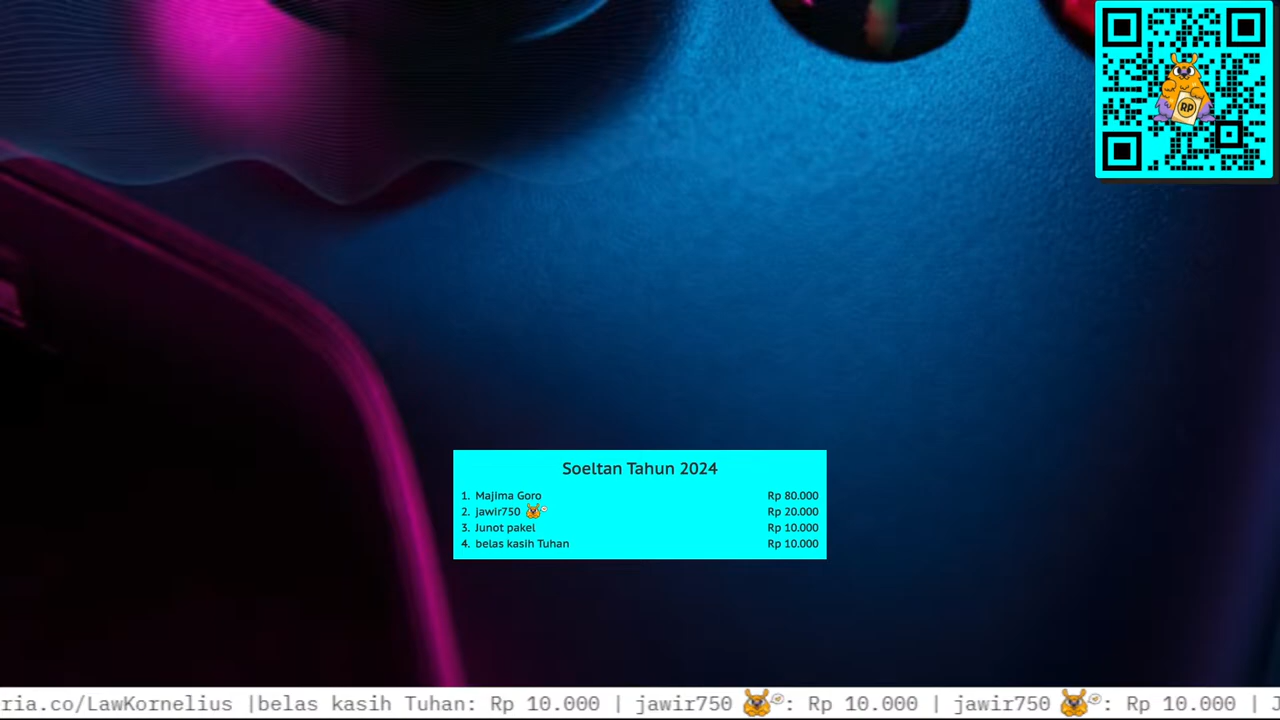 RP
Soeltan Tahun 2024
1. Majima Goro Rp 80.000
2. jawir750 Rp 20.000
3. Junot pakel Rp 10.000
4. belas kasih Tuhan Rp 10.000
ria.co/LawKornelius |belas kasih Tuhan: Rp 10.000 | jawir750 : Rp 10.000 | jawir750 : Rp 10.000 | J